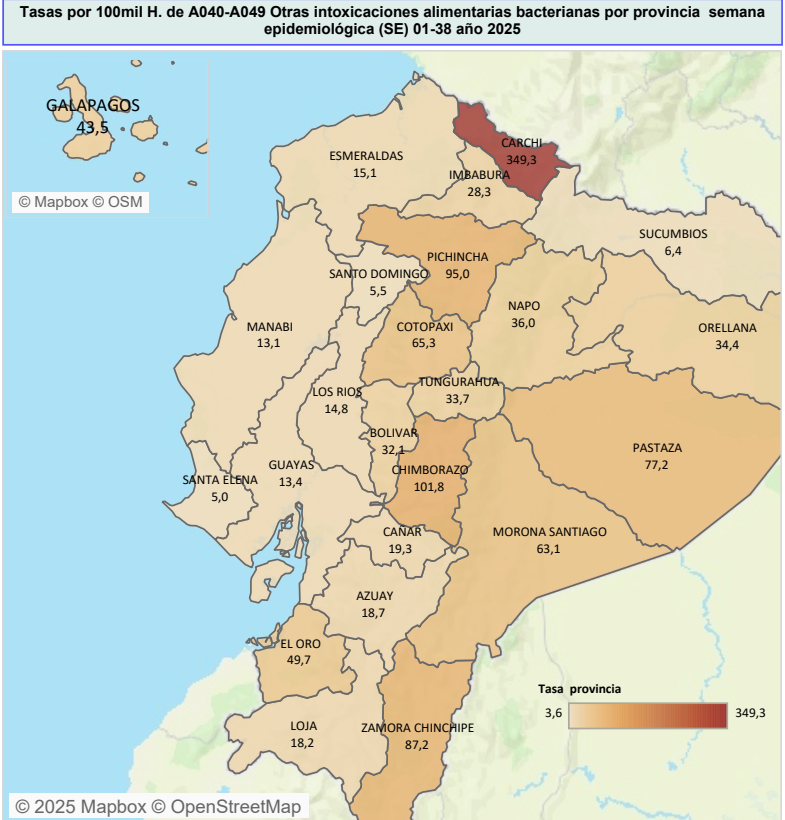 Tasas por 100mil H. de A040-A049 Otras intoxicaciones alimentarias bacterianas por provincia semana
epidemiológica (SE) 01-38 año 2025
GALAPAGOS
43,5
© Mapbox © OSM
ESMERALDAS
15,1
CARCHI
349,3
IMBABURA
28,3
SUCUMBIOS
6,4
PICHINCHA
95,0
SANTO DOMINGO
5,5
NAPO
36,0
MANABI
13,1
COTOPAXI
65,3
ORELLANA
34,4
LOS RIOS
14,8
TUNGURAHUA
33,7
BOLIVAR
32,1
PASTAZA
77,2
GUAYAS
13,4
CHIMBORAZO
101,8
SANTA ELENA
5,0
CAÑAR
19,3
MORONA SANTIAGO
63,1
AZUAY
18,7
EL ORO
49,7
LOJA
18,2
ZAMORA CHINCHIPE
87,2
Tasa provincia
3,6
349,3
© 2025 Mapbox © OpenStreetMap